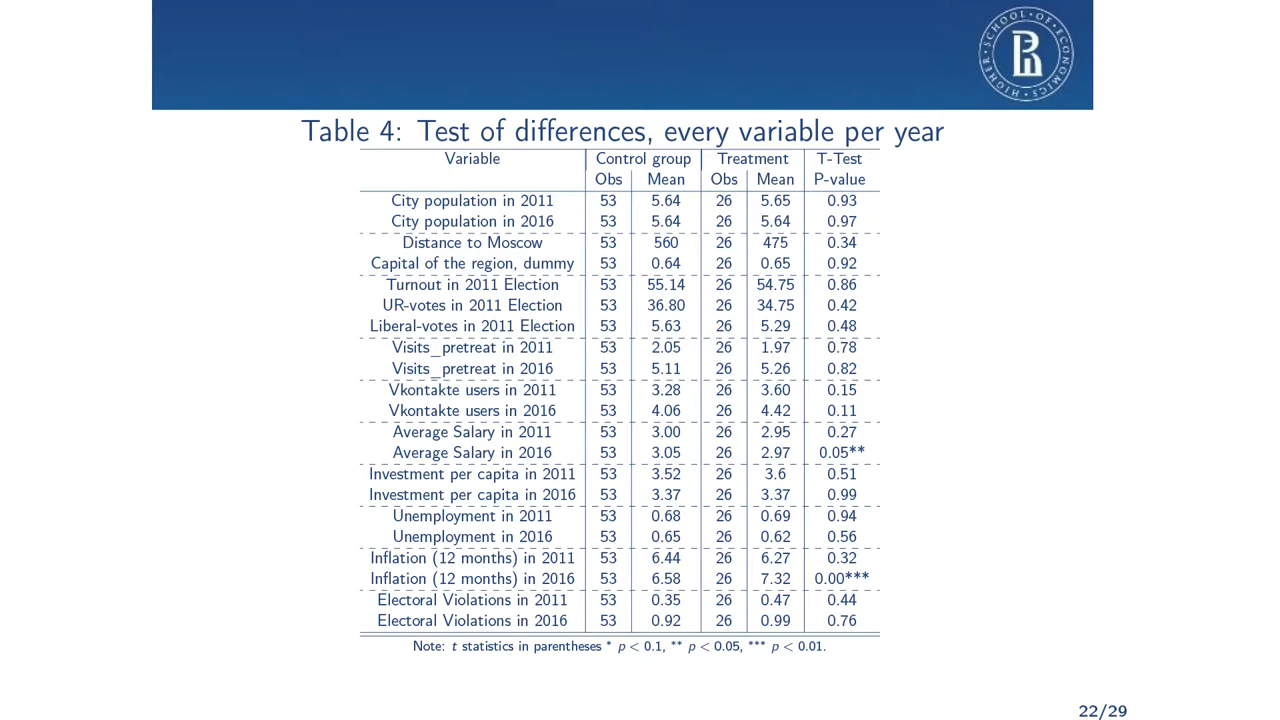 HIGHER · SCHOOL · OF · ECONOMICS
Table 4: Test of differences, every variable per year
Variable Control group Treatment T-Test
Obs Mean Obs Mean P-value
City population in 2011 53 5.64 26 5.65 0.93
City population in 2016 53 5.64 26 5.64 0.97
Distance to Moscow 53 560 26 475 0.34
Capital of the region, dummy 53 0.64 26 0.65 0.92
Turnout in 2011 Election 53 55.14 26 54.75 0.86
UR-votes in 2011 Election 53 36.80 26 34.75 0.42
Liberal-votes in 2011 Election 53 5.63 26 5.29 0.48
Visits_pretreat in 2011 53 2.05 26 1.97 0.78
Visits_pretreat in 2016 53 5.11 26 5.26 0.82
Vkontakte users in 2011 53 3.28 26 3.60 0.15
Vkontakte users in 2016 53 4.06 26 4.42 0.11
Average Salary in 2011 53 3.00 26 2.95 0.27
Average Salary in 2016 53 3.05 26 2.97 0.05**
Investment per capita in 2011 53 3.52 26 3.6 0.51
Investment per capita in 2016 53 3.37 26 3.37 0.99
Unemployment in 2011 53 0.68 26 0.69 0.94
Unemployment in 2016 53 0.65 26 0.62 0.56
Inflation (12 months) in 2011 53 6.44 26 6.27 0.32
Inflation (12 months) in 2016 53 6.58 26 7.32 0.00***
Electoral Violations in 2011 53 0.35 26 0.47 0.44
Electoral Violations in 2016 53 0.92 26 0.99 0.76
Note: t statistics in parentheses * p < 0.1, ** p < 0.05, *** p < 0.01.
22/29